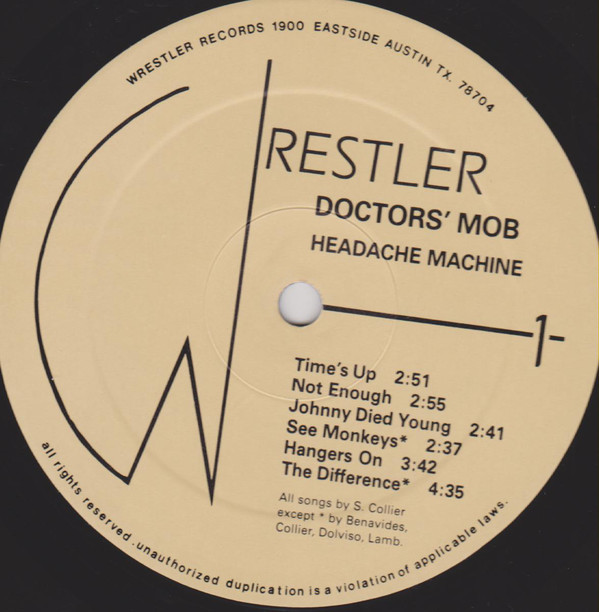 WRESTLER RECORDS 1900 EASTSIDE AUSTIN TX. 78704
WRESTLER
DOCTORS' MOB
HEADACHE MACHINE
1
Time's Up 2:51
Not Enough 2:55
Johnny Died Young 2:41
See Monkeys* 2:37
Hangers On 3:42
The Difference* 4:35
All songs by S. Collier
except * by Benavides,
Collier, Dolviso, Lamb.
all rights reserved . unauthorized duplication is a violation of applicable laws.